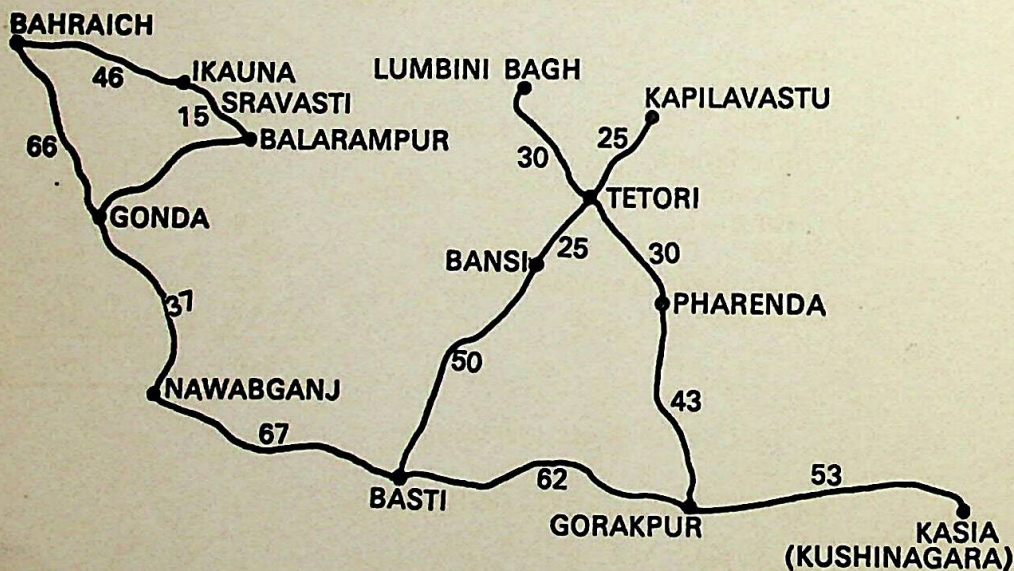 BAHRAICH
46
IKAUNA
SRAVASTI
15
BALARAMPUR
66
GONDA
37
NAWABGANJ
67
BASTI
LUMBINI BAGH
KAPILAVASTU
30
25
TETORI
BANSI
25
30
PHARENDA
50
43
62
GORAKPUR
53
KASIA
(KUSHINAGARA)